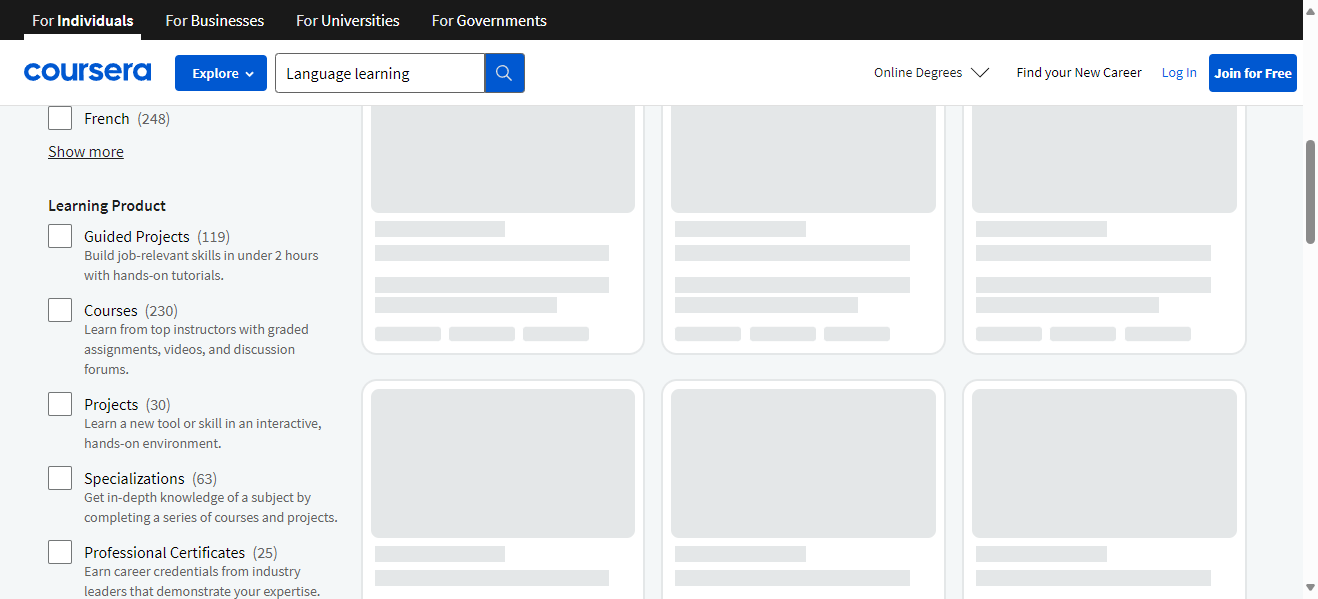 For Individuals For Businesses For Universities For Governments
coursera Explore Language learning Online Degrees Find your New Career Log In Join for Free
French (248)
Show more
Learning Product
Guided Projects (119)
Build job-relevant skills in under 2 hours
with hands-on tutorials.
Courses (230)
Learn from top instructors with graded
assignments, videos, and discussion
forums.
Projects (30)
Learn a new tool or skill in an interactive,
hands-on environment.
Specializations (63)
Get in-depth knowledge of a subject by
completing a series of courses and projects.
Professional Certificates (25)
Earn career credentials from industry
leaders that demonstrate your expertise.